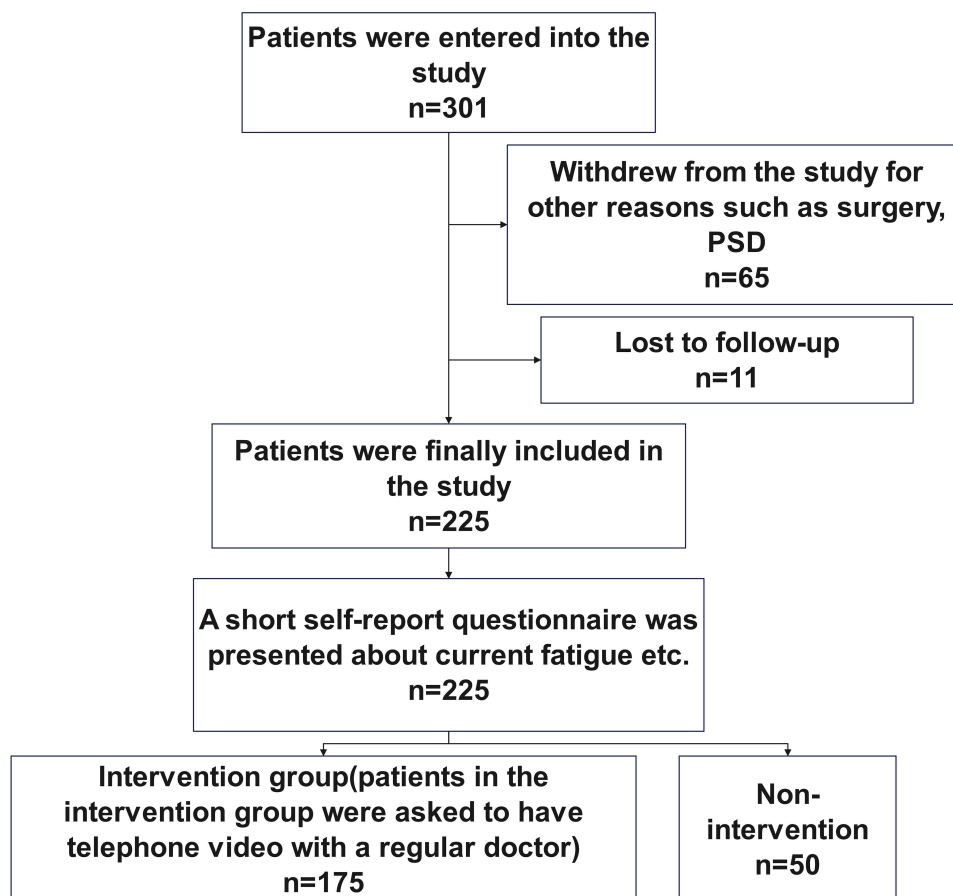 Patients were entered into the
study
n=301
Withdrew from the study for
other reasons such as surgery,
PSD
n=65
Lost to follow-up
n=11
Patients were finally included in
the study
n=225
A short self-report questionnaire was
presented about current fatigue etc.
n=225
Intervention group(patients in the
intervention group were asked to have
telephone video with a regular doctor)
n=175
Non-
intervention
n=50